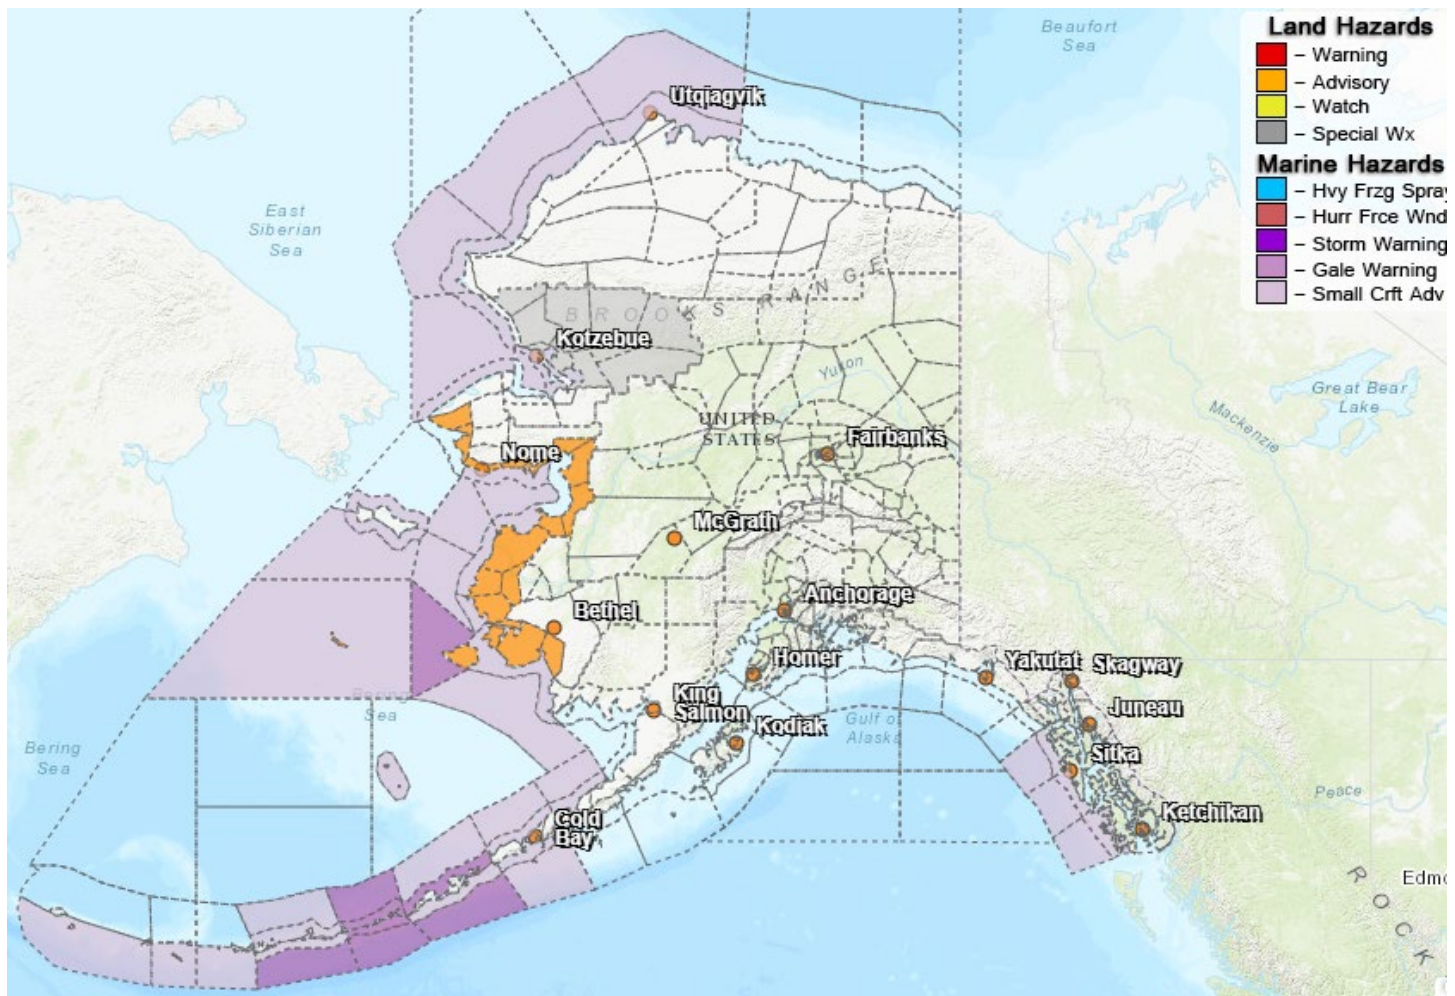 Beaufort
Sea
Land Hazards
– Warning
– Advisory
– Watch
– Special Wx
Marine Hazards
– Hvy Frzg Spray
– Hurr Frce Wnd
– Storm Warning
– Gale Warning
– Small Crft Adv
Utqiagvik
East
Siberian
Sea
BROOKS RANGE
Kotzebue
Yukon
Great Bear
Lake
Mackenzie
UNITED
STATES
Fairbanks
Nome
McGrath
Anchorage
Bethel
Homer
Yakutat
Skagway
King
Salmon
Juneau
Kodiak
Gulf of
Alaska
Bering
Sea
Sitka
Bering
Sea
Peace
Cold
Bay
Ketchikan
Edmo
ROCK